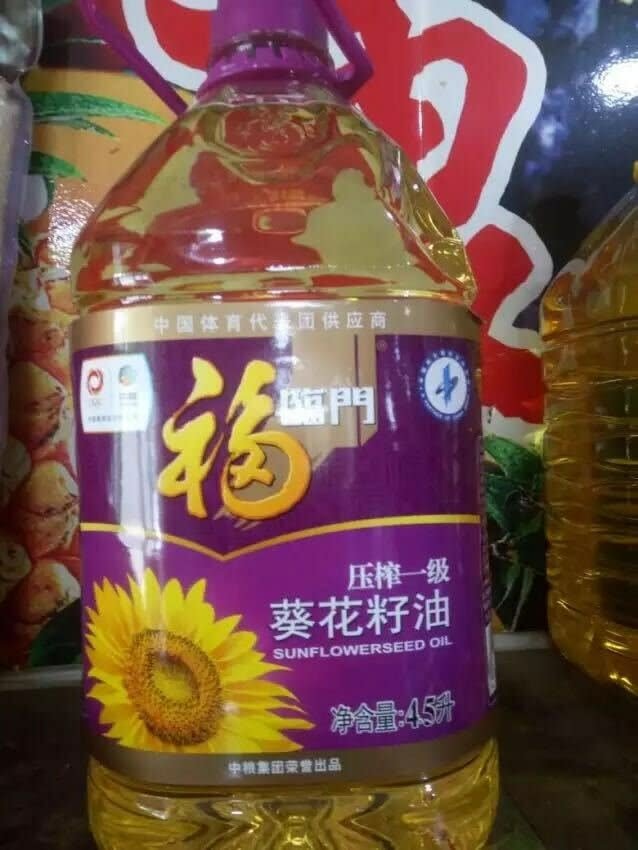 中国体育代表团供应商
福臨門
®
压榨一级
葵花籽油
SUNFLOWERSEED OIL
净含量:4.5升
中粮集团荣誉出品